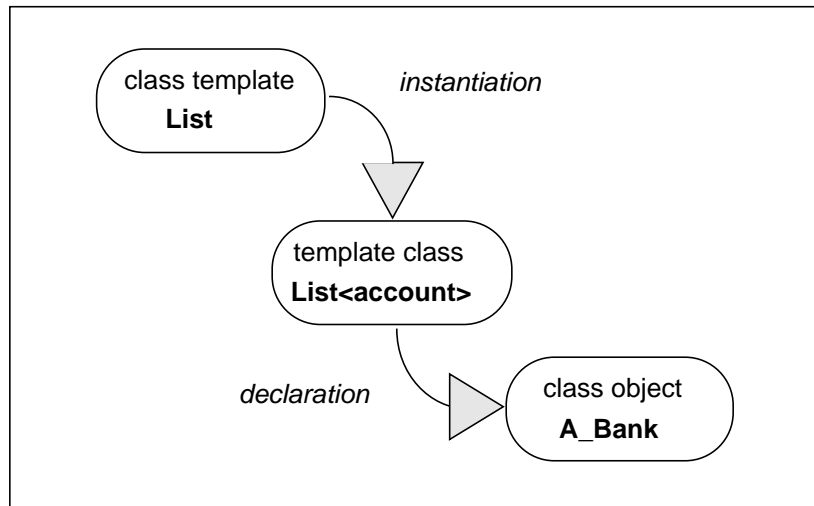 class template
instantiation
List
template class
List<account>
declaration
class object
A_Bank